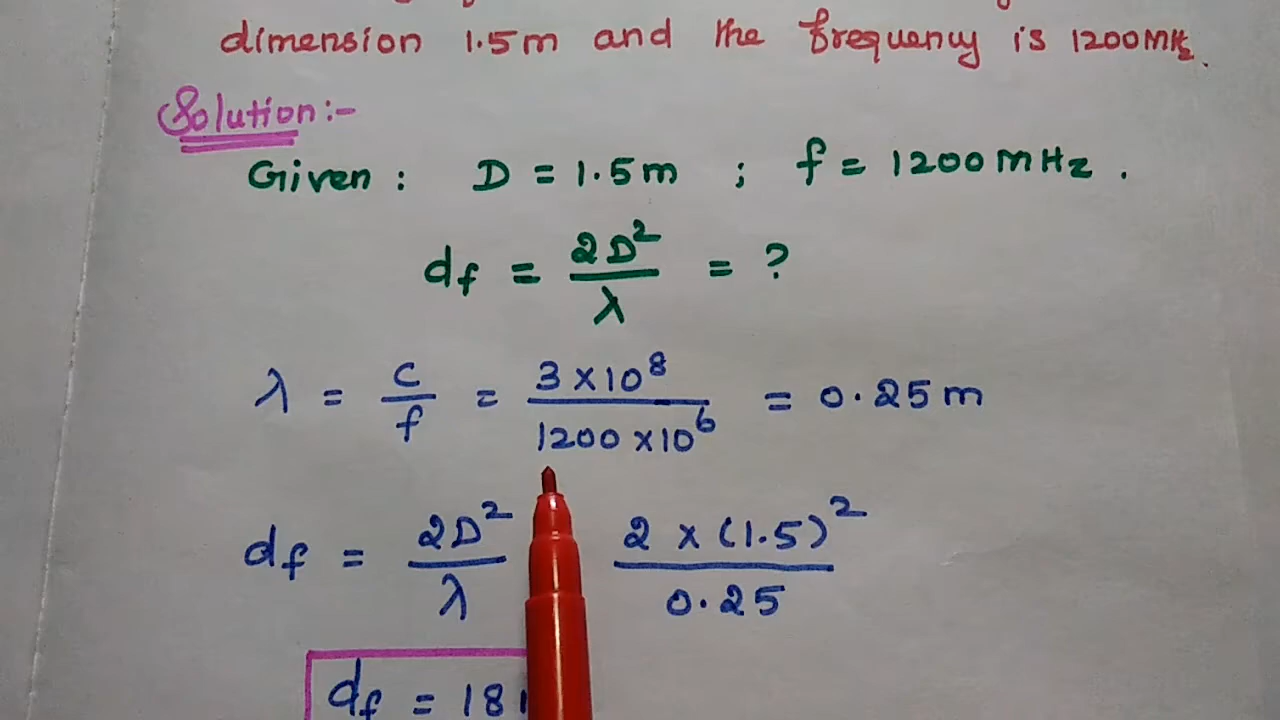 dimension 1.5m and the frequency is 1200MHz.
Solution:-
Given : D = 1.5m ; f = 1200MHz.
df = 2D²/λ = ?
λ = c/f = 3×10⁸/1200×10⁶ = 0.25m
df = 2D²/λ 2×(1.5)²/0.25
df = 18